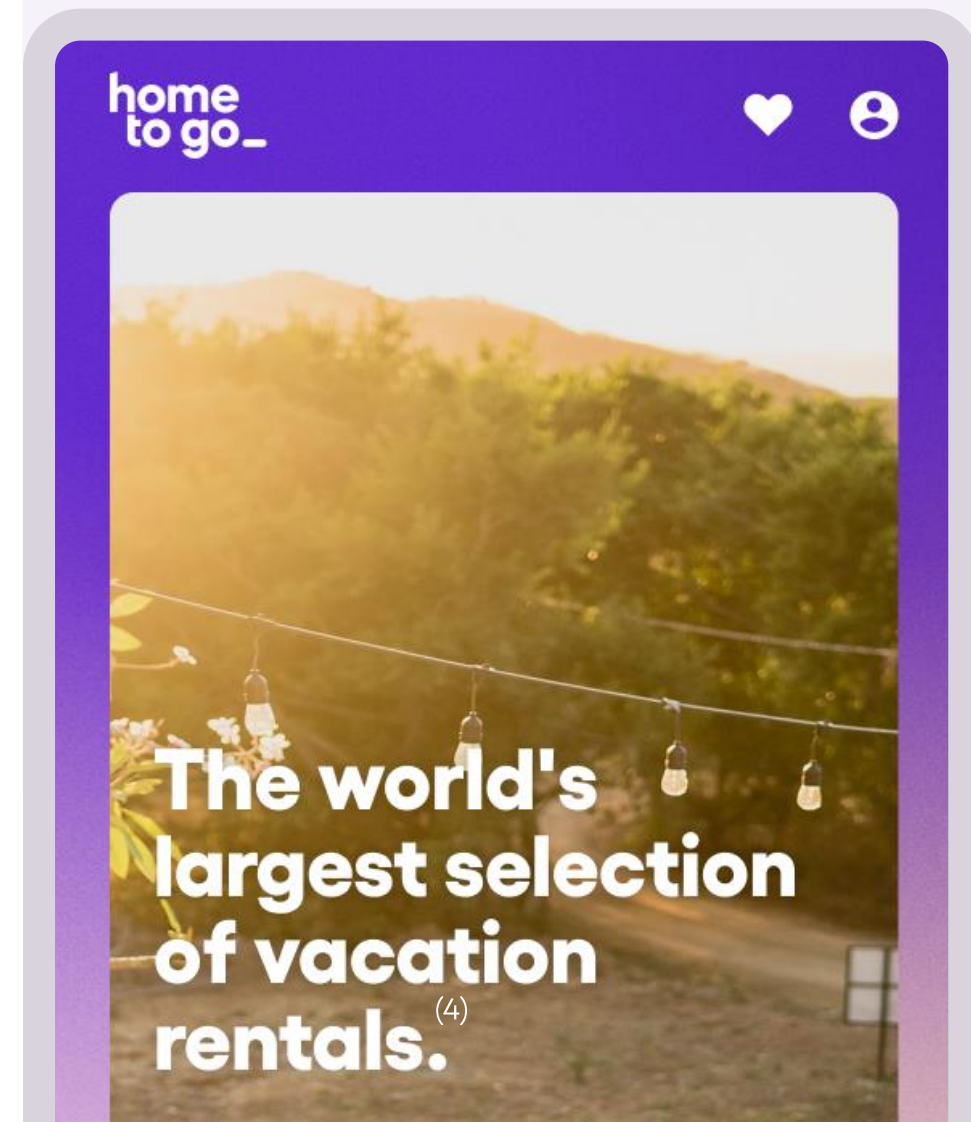 home
to go_
The world's
largest selection
of vacation
rentals.(4)